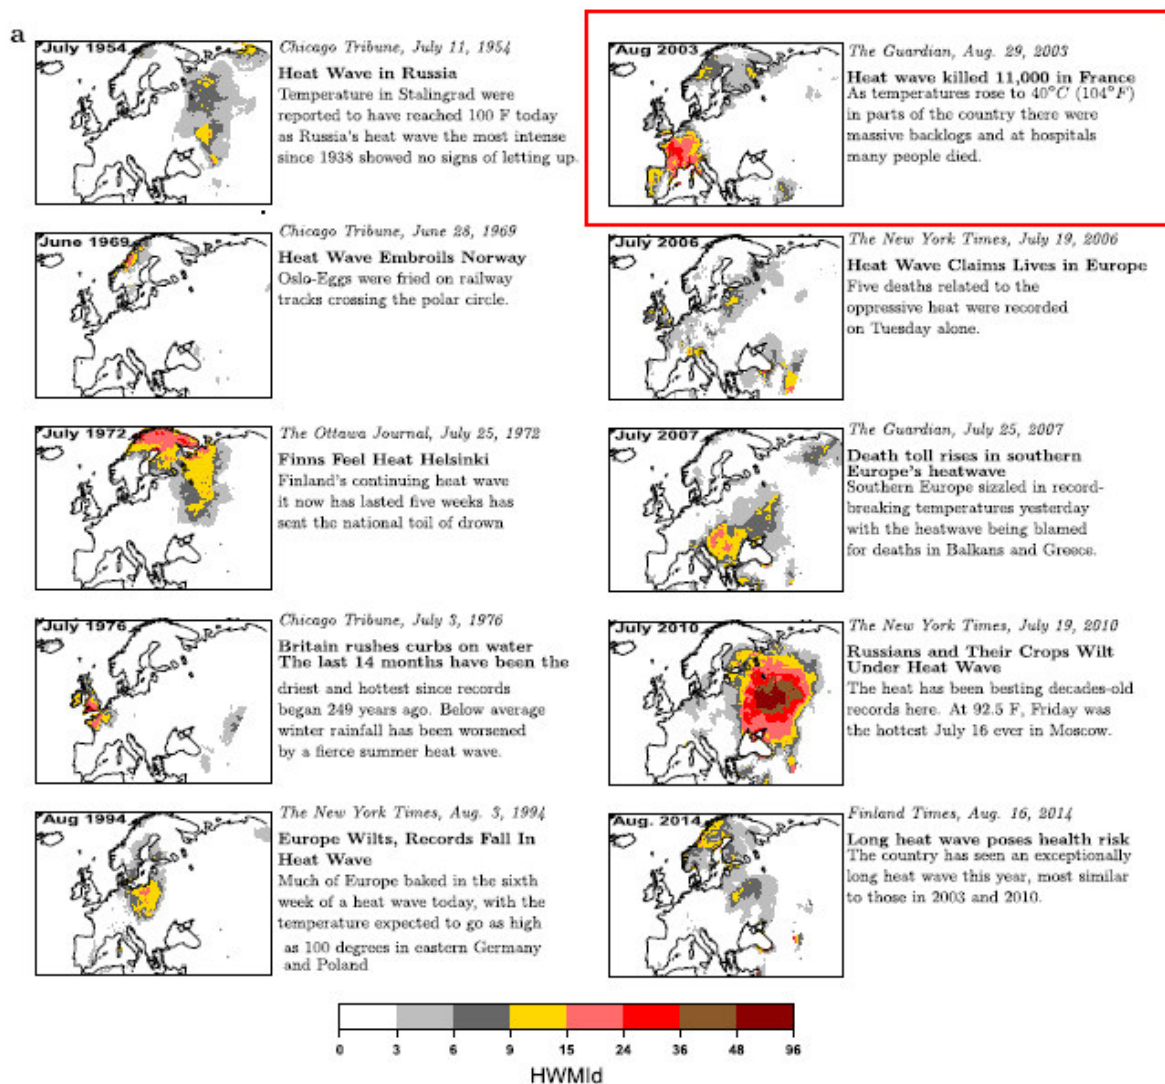 a
July 1954
Chicago Tribune, July 11, 1954
Heat Wave in Russia
Temperature in Stalingrad were
reported to have reached 100 F today
as Russia's heat wave the most intense
since 1938 showed no signs of letting up.
June 1969
Chicago Tribune, June 28, 1969
Heat Wave Embroils Norway
Oslo-Eggs were fried on railway
tracks crossing the polar circle.
July 1972
The Ottawa Journal, July 25, 1972
Finns Feel Heat Helsinki
Finland's continuing heat wave
it now has lasted five weeks has
sent the national toil of drown
July 1976
Chicago Tribune, July 3, 1976
Britain rushes curbs on water
The last 14 months have been the
driest and hottest since records
began 249 years ago. Below average
winter rainfall has been worsened
by a fierce summer heat wave.
Aug 1994
The New York Times, Aug. 3, 1994
Europe Wilts, Records Fall In
Heat Wave
Much of Europe baked in the sixth
week of a heat wave today, with the
temperature expected to go as high
as 100 degrees in eastern Germany
and Poland
Aug 2003
The Guardian, Aug. 29, 2003
Heat wave killed 11,000 in France
As temperatures rose to 40°C (104°F)
in parts of the country there were
massive backlogs and at hospitals
many people died.
July 2006
The New York Times, July 19, 2006
Heat Wave Claims Lives in Europe
Five deaths related to the
oppressive heat were recorded
on Tuesday alone.
July 2007
The Guardian, July 25, 2007
Death toll rises in southern
Europe's heatwave
Southern Europe sizzled in record-
breaking temperatures yesterday
with the heatwave being blamed
for deaths in Balkans and Greece.
July 2010
The New York Times, July 19, 2010
Russians and Their Crops Wilt
Under Heat Wave
The heat has been besting decades-old
records here. At 92.5 F, Friday was
the hottest July 16 ever in Moscow.
Aug. 2014
Finland Times, Aug. 16, 2014
Long heat wave poses health risk
The country has seen an exceptionally
long heat wave this year, most similar
to those in 2003 and 2010.
0 3 6 9 15 24 36 48 96
HWMId